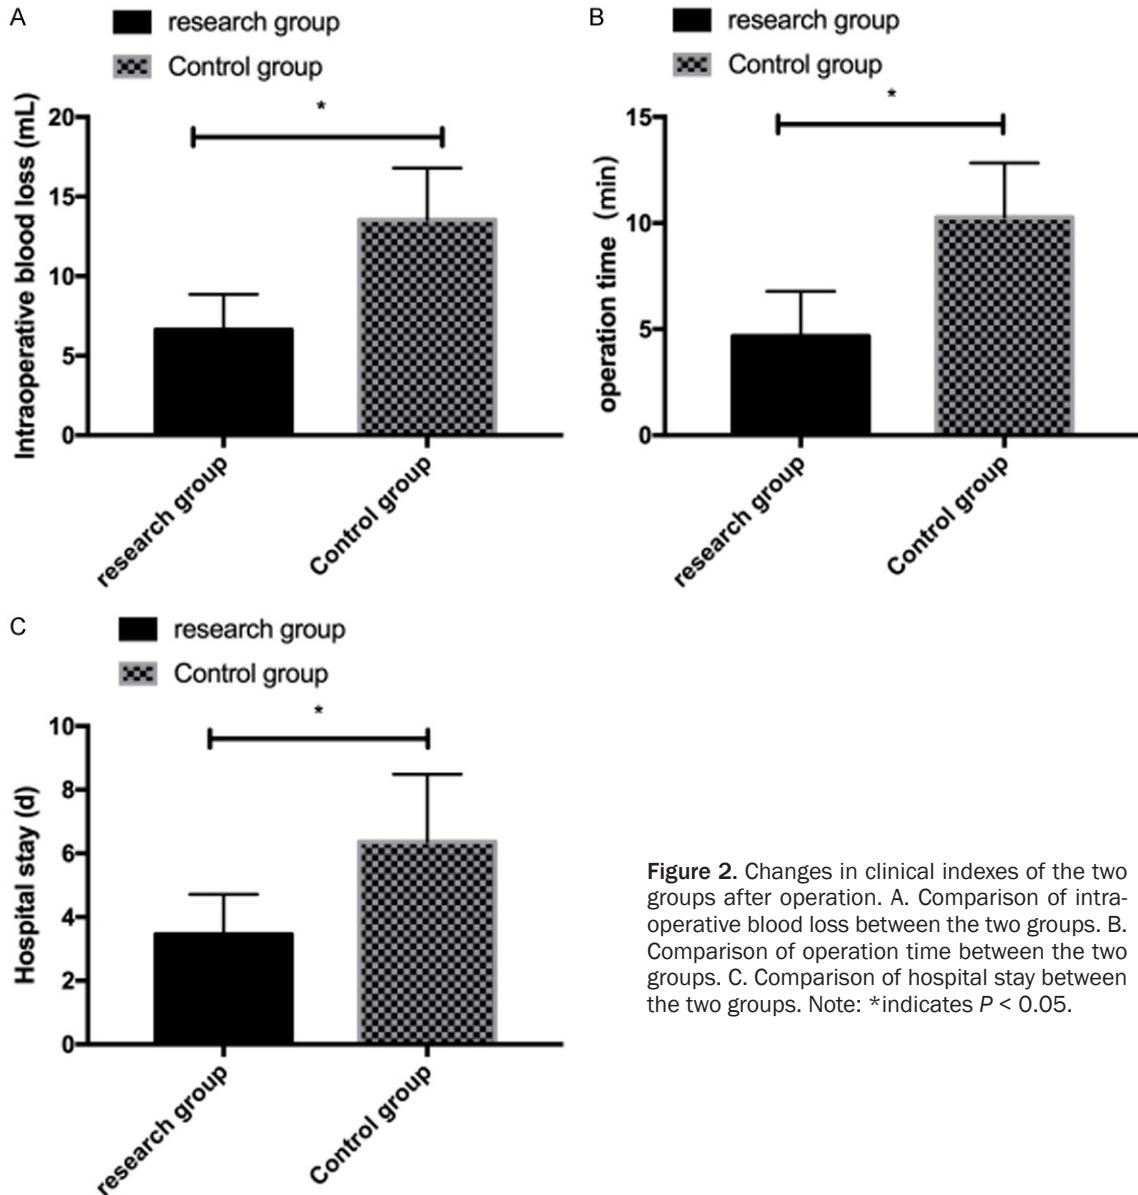 A
research group
Control group
*
Intraoperative blood loss (mL)
20
15
10
5
0
research group
Control group
B
research group
Control group
*
operation time (min)
15
10
5
0
research group
Control group
C
research group
Control group
*
Hospital stay (d)
10
8
6
4
2
0
research group
Control group
Figure 2. Changes in clinical indexes of the two
groups after operation. A. Comparison of intra-
operative blood loss between the two groups. B.
Comparison of operation time between the two
groups. C. Comparison of hospital stay between
the two groups. Note: *indicates P < 0.05.